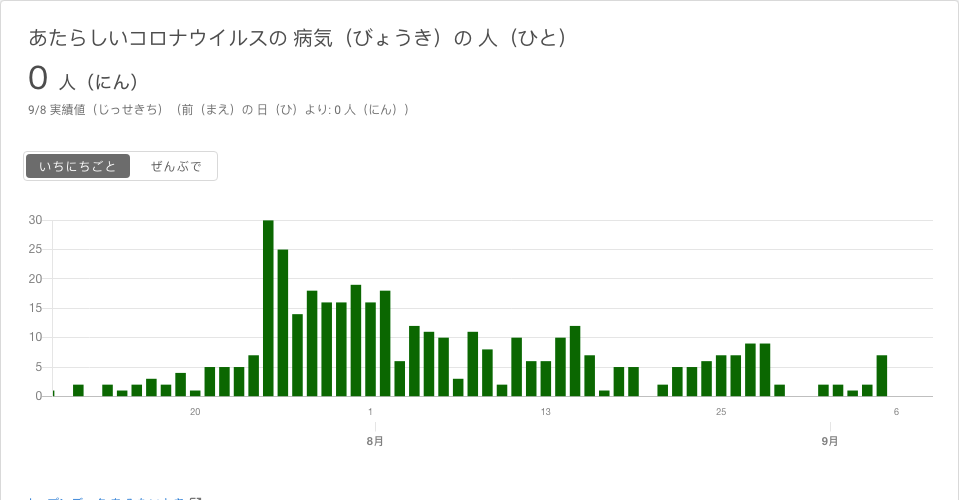 あたらしいコロナウイルスの 病気（びょうき）の 人（ひと）
0 人（にん）
9/8 実績値（じっせきち）（前（まえ）の 日（ひ）より: 0 人（にん））
いちにちごと ぜんぶで
30
25
20
15
10
5
0
20 1 13 25 6
8月 9月